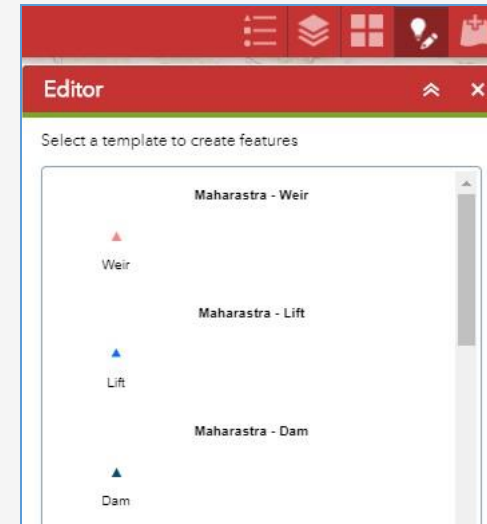 Editor
Select a template to create features
Maharastra - Weir
Weir
Maharastra - Lift
Lift
Maharastra - Dam
Dam